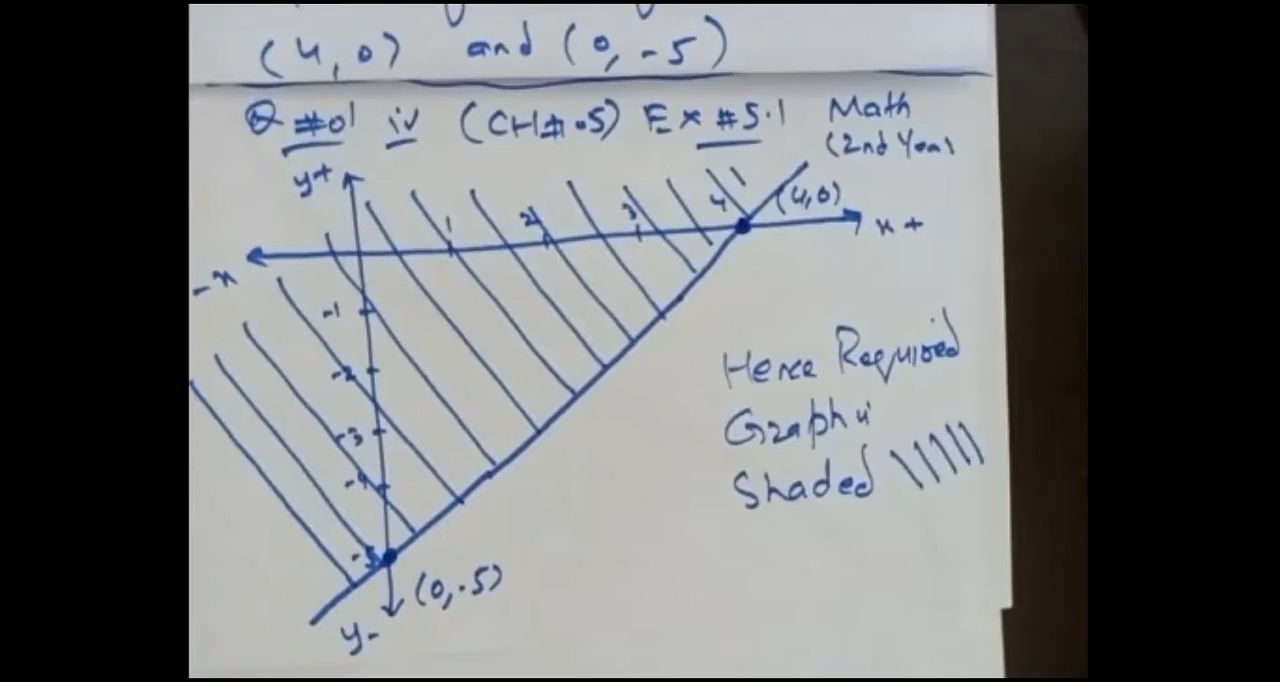 (4, 0) and (0, -5)
Q #01 iv (CH# .5) Ex #5.1 Math
(2nd Year)
y+
(4, 0)
1 2 3 4
x +
-x
-1
-2
-3
-4
-5
(0, -5)
y-
Hence Required
Graph is
Shaded